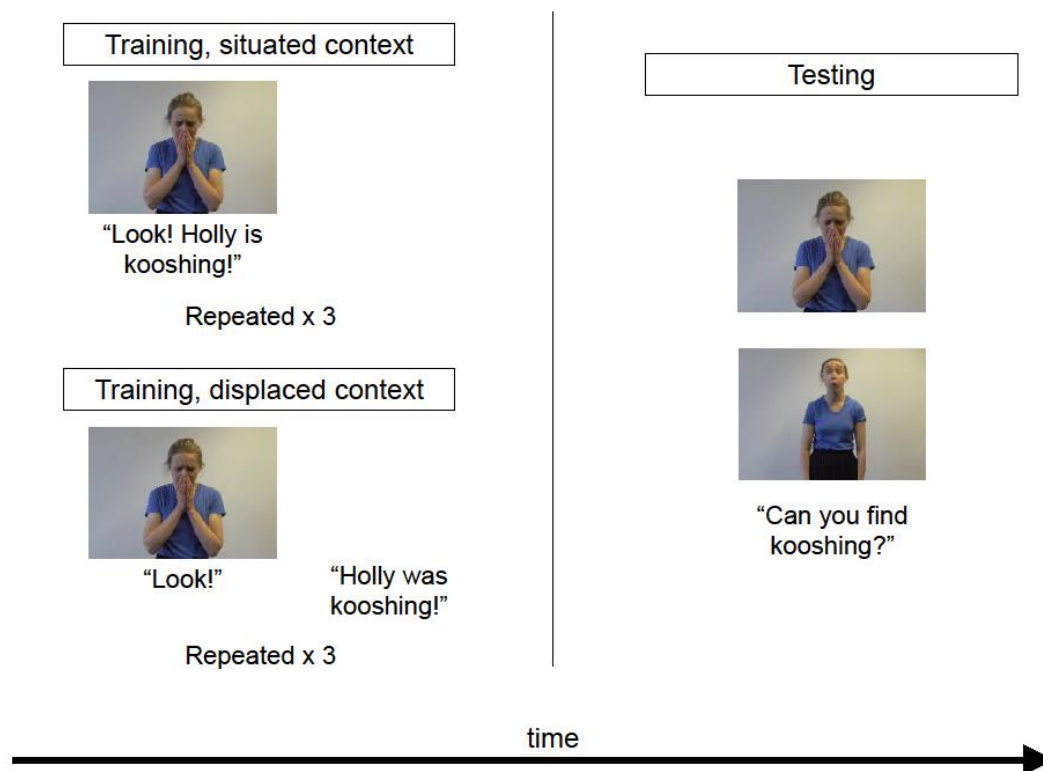 Training, situated context
“Look! Holly is
kooshing!”
Repeated x 3
Training, displaced context
“Look!”
“Holly was
kooshing!”
Repeated x 3
Testing
“Can you find
kooshing?”
time